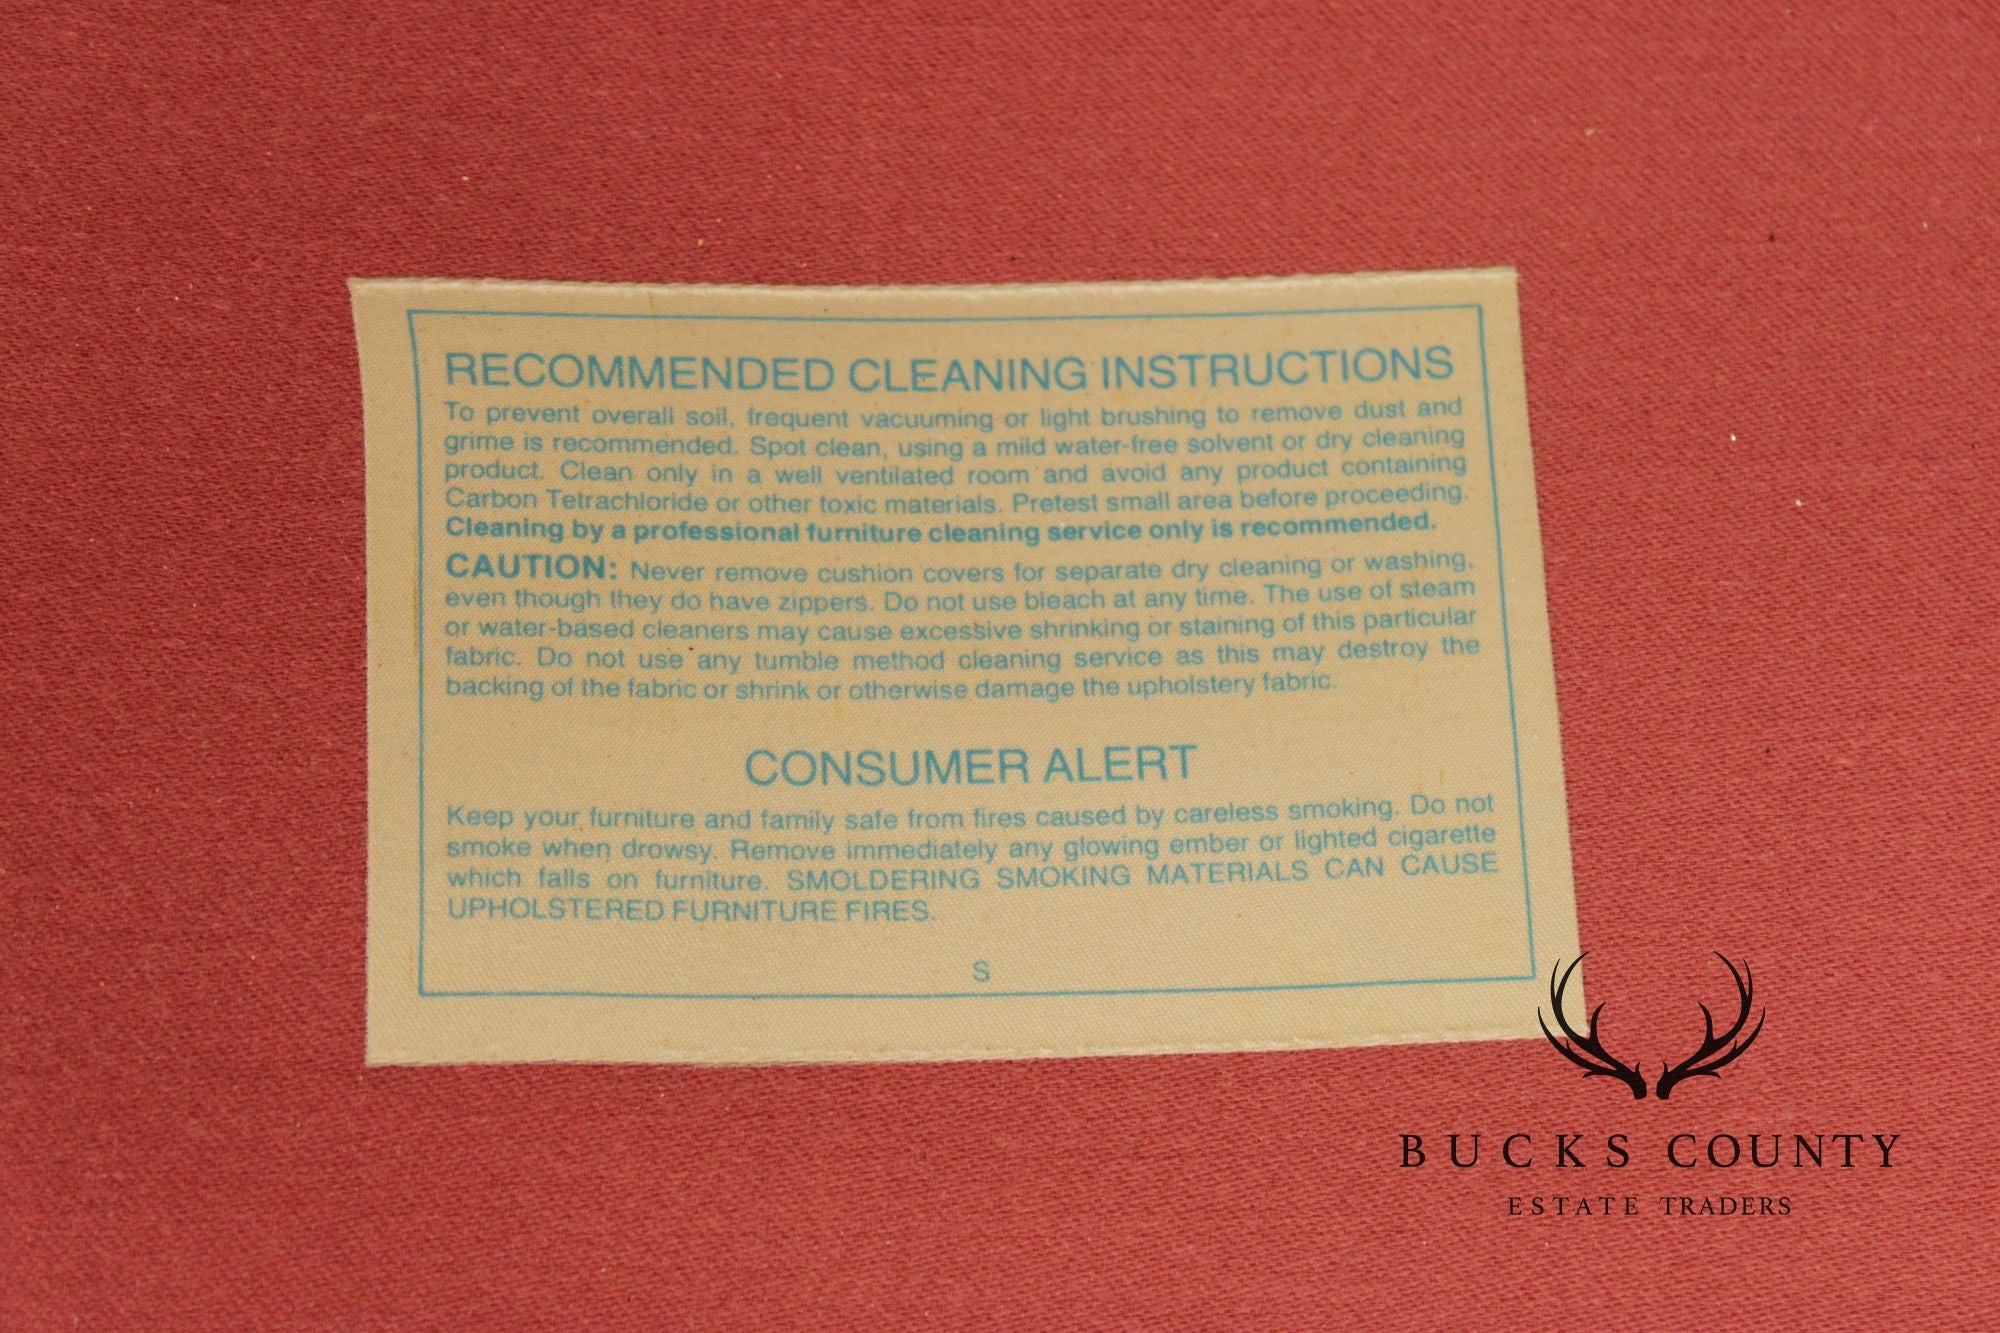 RECOMMENDED CLEANING INSTRUCTIONS
To prevent overall soil, frequent vacuuming or light brushing to remove dust and
grime is recommended. Spot clean, using a mild water-free solvent or dry cleaning
product. Clean only in a well ventilated room and avoid any product containing
Carbon Tetrachloride or other toxic materials. Pretest small area before proceeding.
Cleaning by a professional furniture cleaning service only is recommended.
CAUTION: Never remove cushion covers for separate dry cleaning or washing,
even though they do have zippers. Do not use bleach at any time. The use of steam
or water-based cleaners may cause excessive shrinking or staining of this particular
fabric. Do not use any tumble method cleaning service as this may destroy the
backing of the fabric or shrink or otherwise damage the upholstery fabric.
CONSUMER ALERT
Keep your furniture and family safe from fires caused by careless smoking. Do not
smoke when drowsy. Remove immediately any glowing ember or lighted cigarette
which falls on furniture. SMOLDERING SMOKING MATERIALS CAN CAUSE
UPHOLSTERED FURNITURE FIRES.
S
BUCKS COUNTY
ESTATE TRADERS